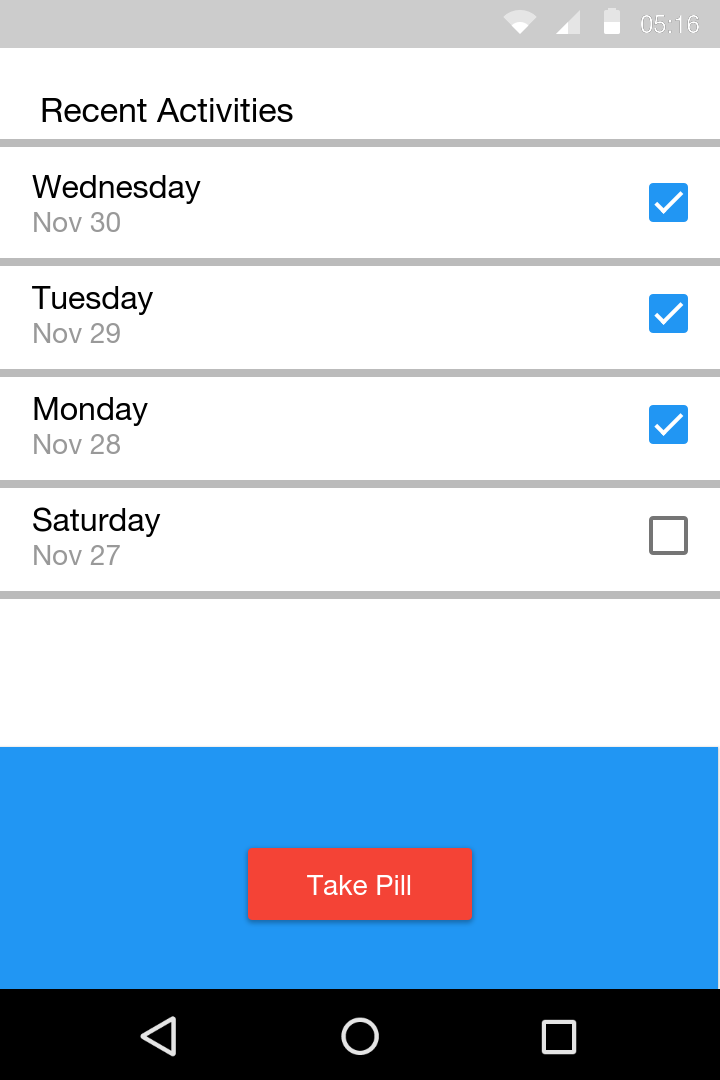 05:16
Recent Activities
Wednesday
Nov 30
Tuesday
Nov 29
Monday
Nov 28
Saturday
Nov 27
Take Pill